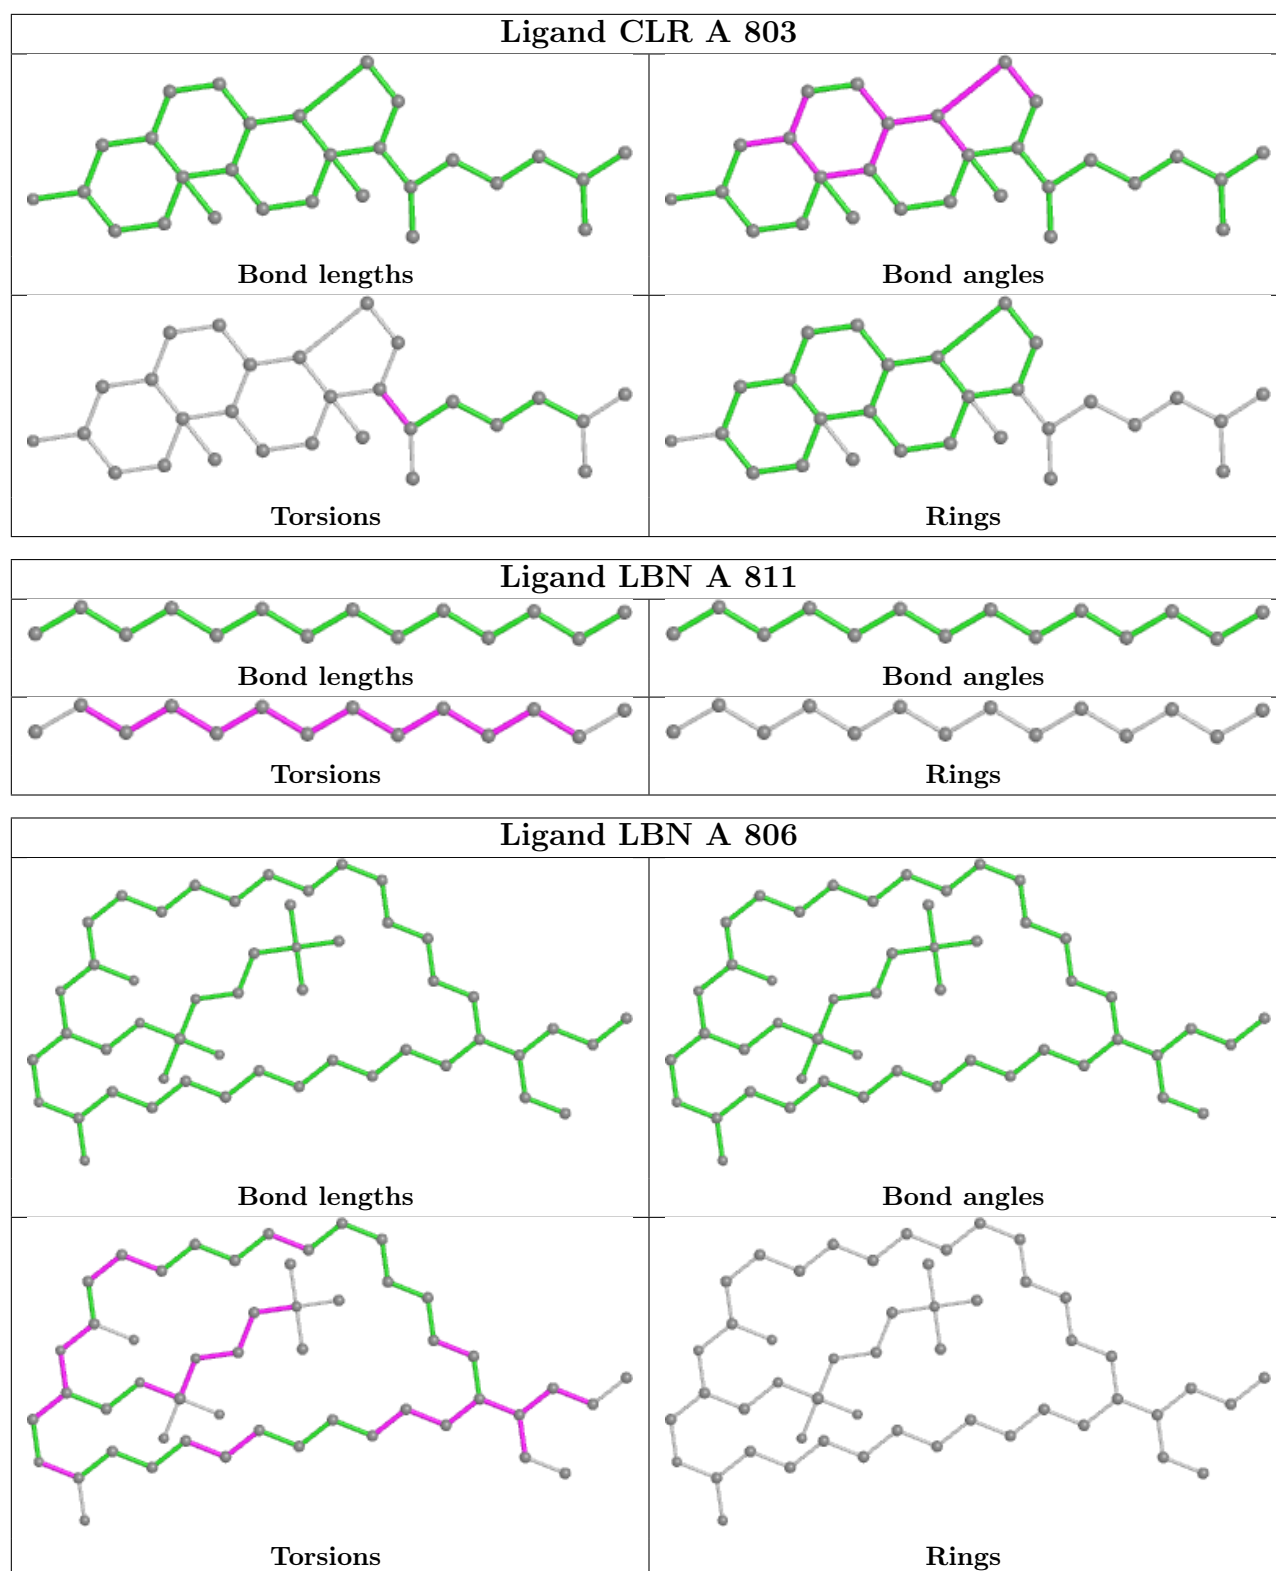 Ligand CLR A 803
Bond lengths
Bond angles
Torsions
Rings
Ligand LBN A 811
Bond lengths
Bond angles
Torsions
Rings
Ligand LBN A 806
Bond lengths
Bond angles
Torsions
Rings